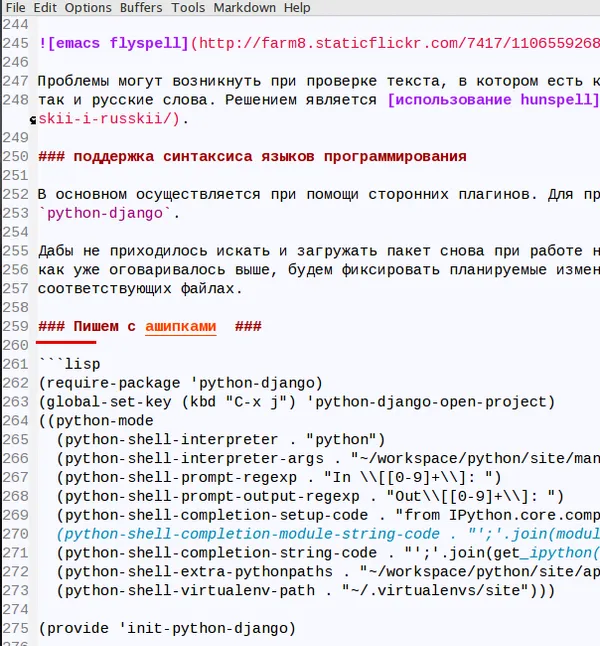 File Edit Options Buffers Tools Markdown Help
244
245 ![emacs flyspell](http://farm8.staticflickr.com/7417/1106559268
246
247 Проблемы могут возникнуть при проверке текста, в котором есть к
248 так и русские слова. Решением является [использование hunspell]
skii-i-russkii/).
249
250 ### поддержка синтаксиса языков программирования
251
252 В основном осуществляется при помощи сторонних плагинов. Для пр
253 `python-django`.
254
255 Дабы не приходилось искать и загружать пакет снова при работе н
256 как уже оговаривалось выше, будем фиксировать планируемые измен
257 соответствующих файлах.
258
259 ### Пишем с ашипками  ###
260
261 ```lisp
262 (require-package 'python-django)
263 (global-set-key (kbd "C-x j") 'python-django-open-project)
264 ((python-mode
265   (python-shell-interpreter . "python")
266   (python-shell-interpreter-args . "~/workspace/python/site/man
267   (python-shell-prompt-regexp . "In \\[[0-9]+\\]: ")
268   (python-shell-prompt-output-regexp . "Out\\[[0-9]+\\]: ")
269   (python-shell-completion-setup-code . "from IPython.core.comp
270   (python-shell-completion-module-string-code . "';'.join(modul
271   (python-shell-completion-string-code . "';'.join(get_ipython(
272   (python-shell-extra-pythonpaths . "~/workspace/python/site/ap
273   (python-shell-virtualenv-path . "~/.virtualenvs/site")))
274
275 (provide 'init-python-django)